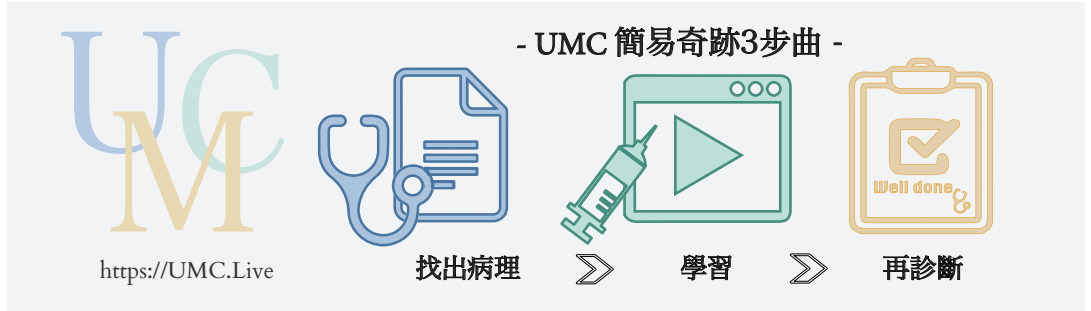 - UMC 簡易奇跡3步曲 -
UMC
Well done
https://UMC.Live
找出病理
學習
再診斷